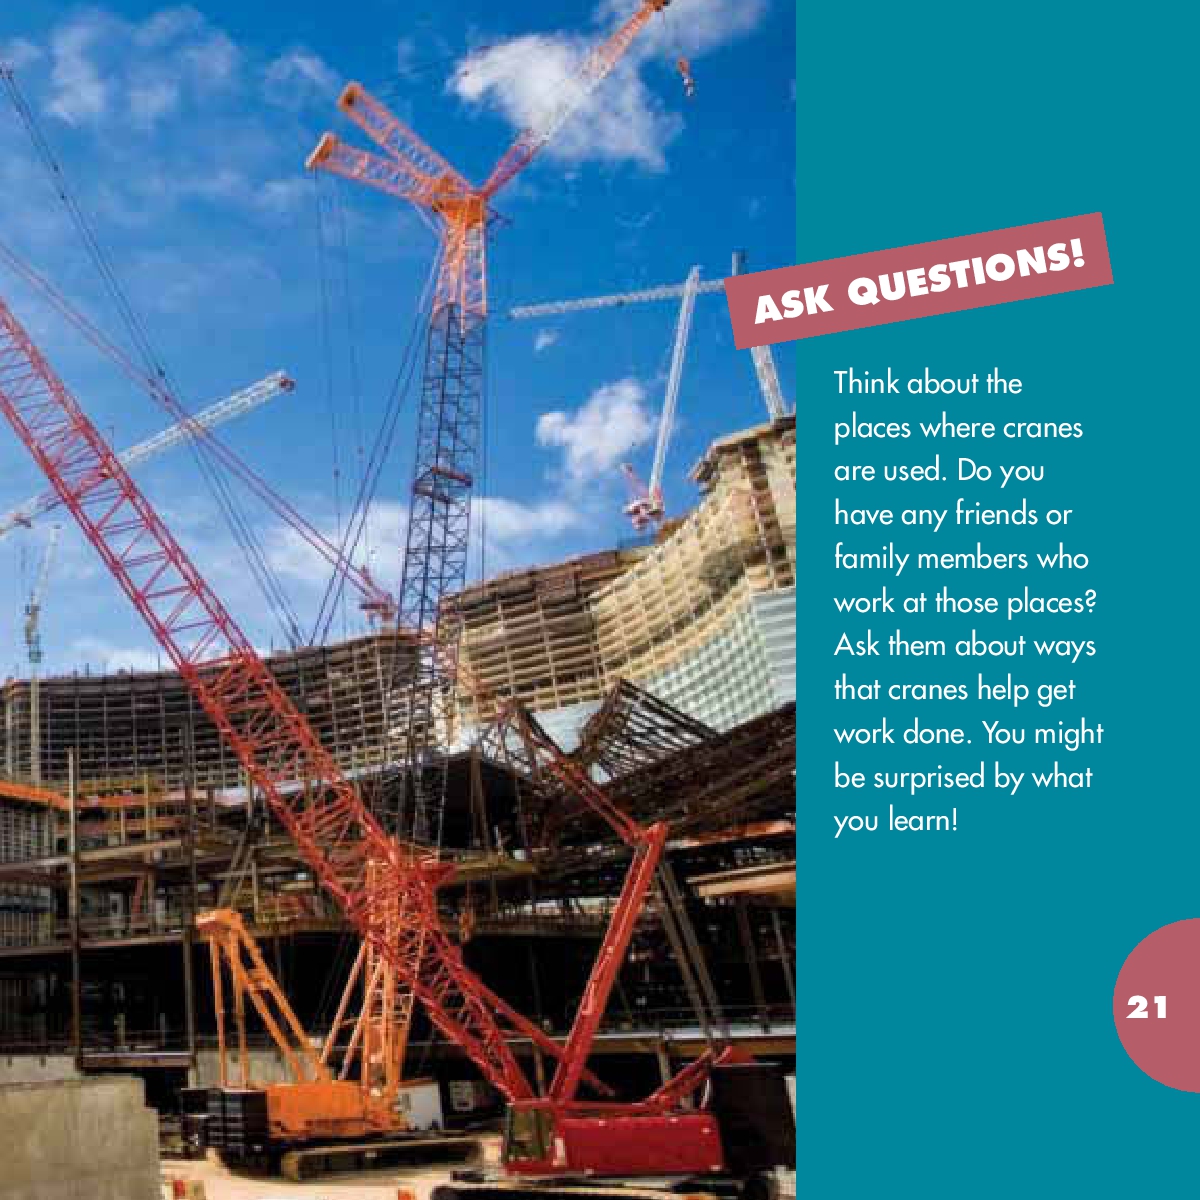 ASK QUESTIONS!
Think about the
places where cranes
are used. Do you
have any friends or
family members who
work at those places?
Ask them about ways
that cranes help get
work done. You might
be surprised by what
you learn!
21